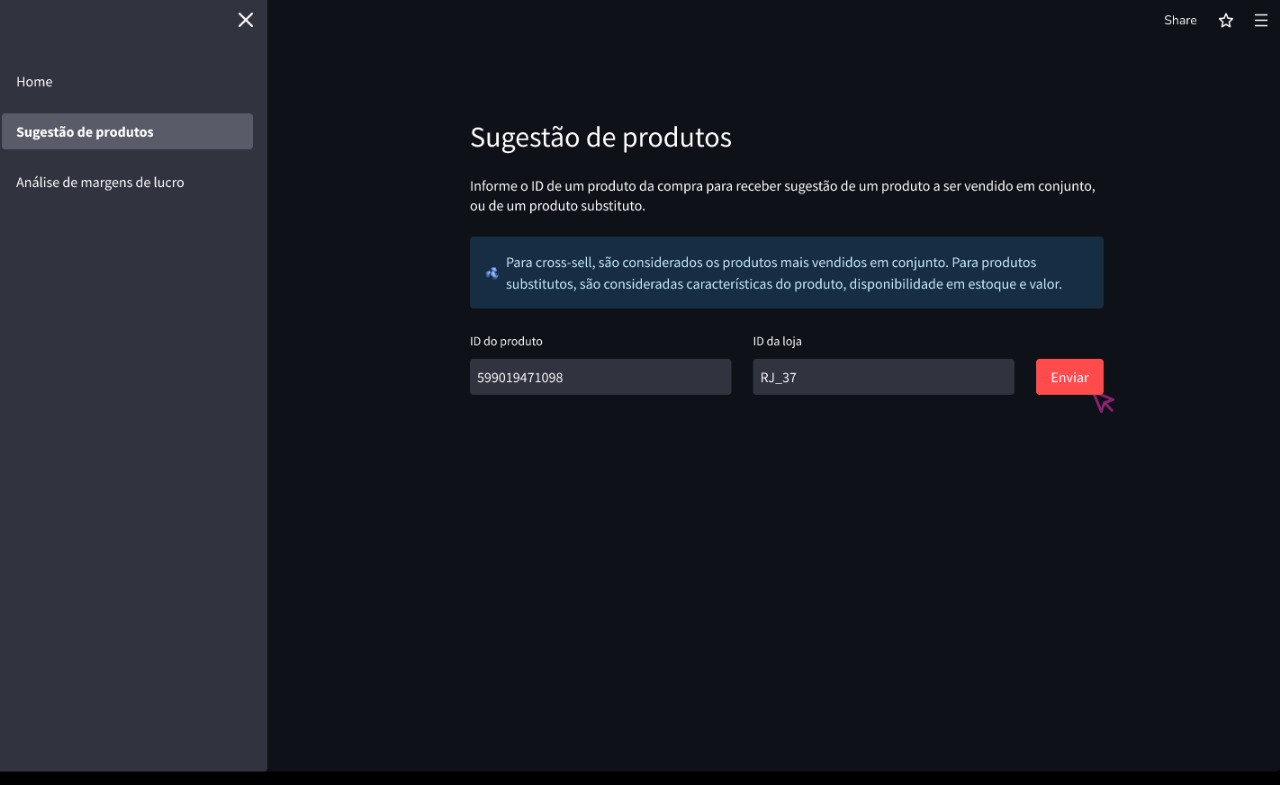 Share
Home
Sugestão de produtos
Análise de margens de lucro
Sugestão de produtos
Informe o ID de um produto da compra para receber sugestão de um produto a ser vendido em conjunto,
ou de um produto substituto.
Para cross-sell, são considerados os produtos mais vendidos em conjunto. Para produtos
substitutos, são consideradas características do produto, disponibilidade em estoque e valor.
ID do produto
ID da loja
599019471098
RJ_37
Enviar